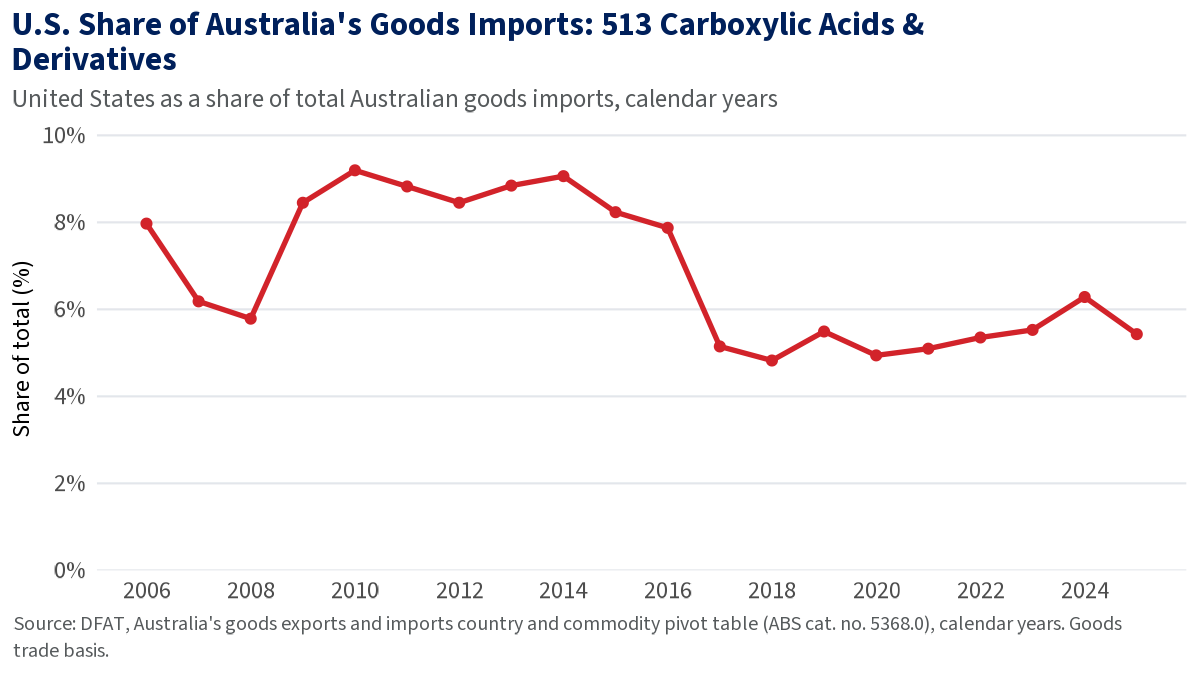 U.S. Share of Australia's Goods Imports: 513 Carboxylic Acids &
Derivatives
United States as a share of total Australian goods imports, calendar years
10%
8%
6%
4%
2%
0%
Share of total (%)
2006 2008 2010 2012 2014 2016 2018 2020 2022 2024
Source: DFAT, Australia's goods exports and imports country and commodity pivot table (ABS cat. no. 5368.0), calendar years. Goods
trade basis.